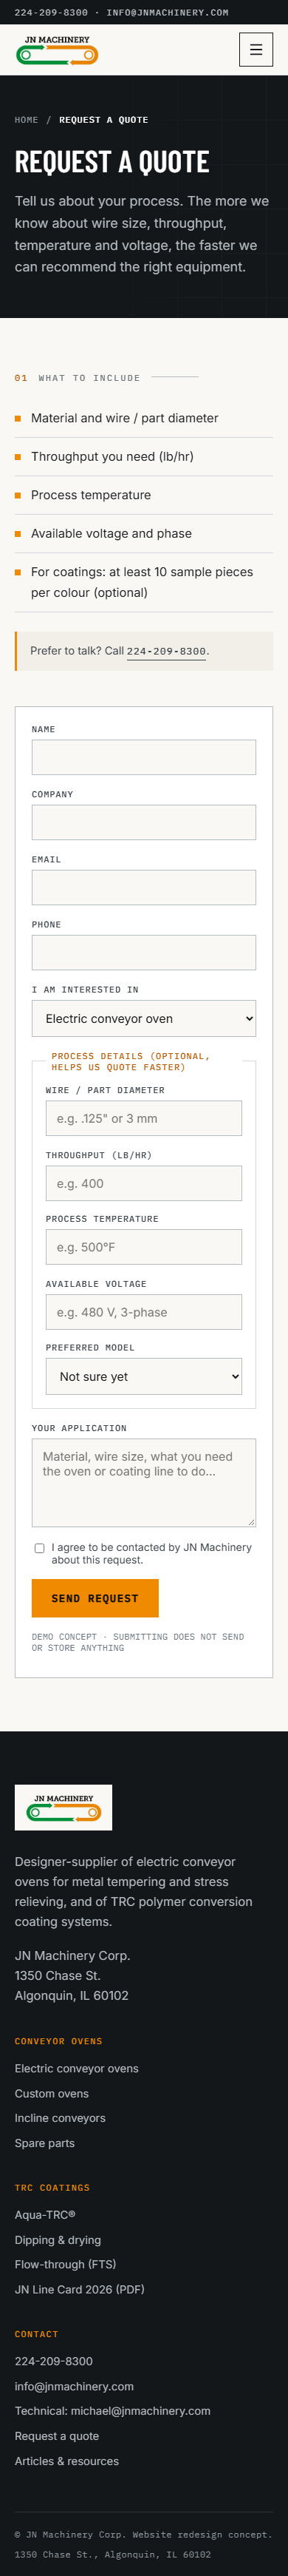 224-209-8300 · INFO@JNMACHINERY.COM
JN MACHINERY
HOME / REQUEST A QUOTE
REQUEST A QUOTE
Tell us about your process. The more we
know about wire size, throughput,
temperature and voltage, the faster we
can recommend the right equipment.
01 WHAT TO INCLUDE
Material and wire / part diameter
Throughput you need (lb/hr)
Process temperature
Available voltage and phase
For coatings: at least 10 sample pieces
per colour (optional)
Prefer to talk? Call 224-209-8300.
NAME
COMPANY
EMAIL
PHONE
I AM INTERESTED IN
Electric conveyor oven
PROCESS DETAILS (OPTIONAL,
HELPS US QUOTE FASTER)
WIRE / PART DIAMETER
e.g. .125" or 3 mm
THROUGHPUT (LB/HR)
e.g. 400
PROCESS TEMPERATURE
e.g. 500°F
AVAILABLE VOLTAGE
e.g. 480 V, 3-phase
PREFERRED MODEL
Not sure yet
YOUR APPLICATION
Material, wire size, what you need
the oven or coating line to do...
I agree to be contacted by JN Machinery
about this request.
SEND REQUEST
DEMO CONCEPT · SUBMITTING DOES NOT SEND
OR STORE ANYTHING
JN MACHINERY
Designer-supplier of electric conveyor
ovens for metal tempering and stress
relieving, and of TRC polymer conversion
coating systems.
JN Machinery Corp.
1350 Chase St.
Algonquin, IL 60102
CONVEYOR OVENS
Electric conveyor ovens
Custom ovens
Incline conveyors
Spare parts
TRC COATINGS
Aqua-TRC®
Dipping & drying
Flow-through (FTS)
JN Line Card 2026 (PDF)
CONTACT
224-209-8300
info@jnmachinery.com
Technical: michael@jnmachinery.com
Request a quote
Articles & resources
© JN Machinery Corp. Website redesign concept.
1350 Chase St., Algonquin, IL 60102